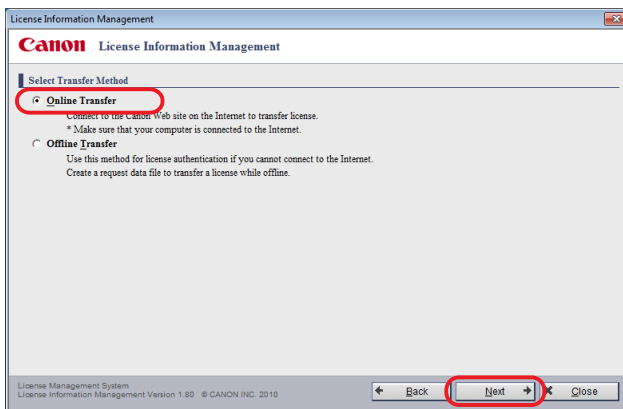 License Information Management
Canon License Information Management
Select Transfer Method
Online Transfer
Connect to the Canon Web site on the Internet to transfer license.
* Make sure that your computer is connected to the Internet.
Offline Transfer
Use this method for license authentication if you cannot connect to the Internet.
Create a request data file to transfer a license while offline.
License Management System
License Information Management Version 1.80 © CANON INC. 2010
Back Next Close